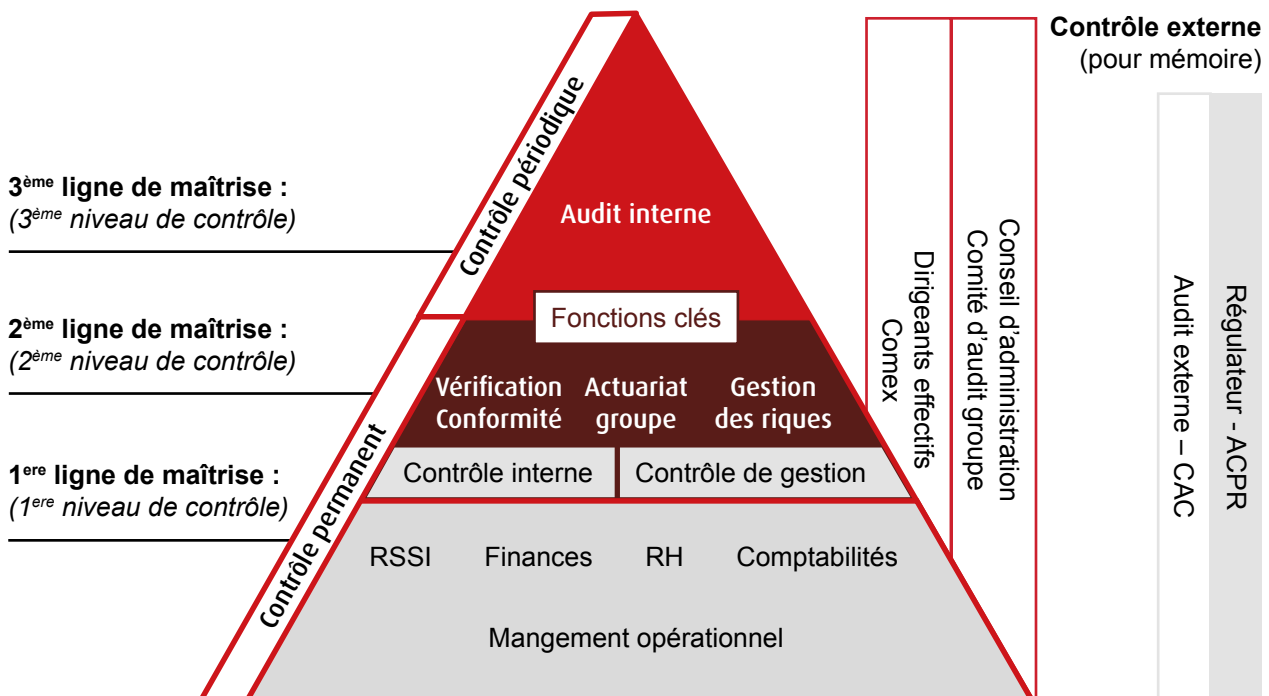 Contrôle externe
(pour mémoire)
Contrôle périodique
3ème ligne de maîtrise :
(3ème niveau de contrôle)
Audit interne
Fonctions clés
2ème ligne de maîtrise :
(2ème niveau de contrôle)
Vérification Actuariat Gestion
Conformité groupe des riques
Contrôle permanent
1ere ligne de maîtrise :
(1ere niveau de contrôle)
Contrôle interne Contrôle de gestion
RSSI Finances RH Comptabilités
Mangement opérationnel
Dirigeants effectifs
Comex
Conseil d'administration
Comité d'audit groupe
Audit externe – CAC
Régulateur - ACPR